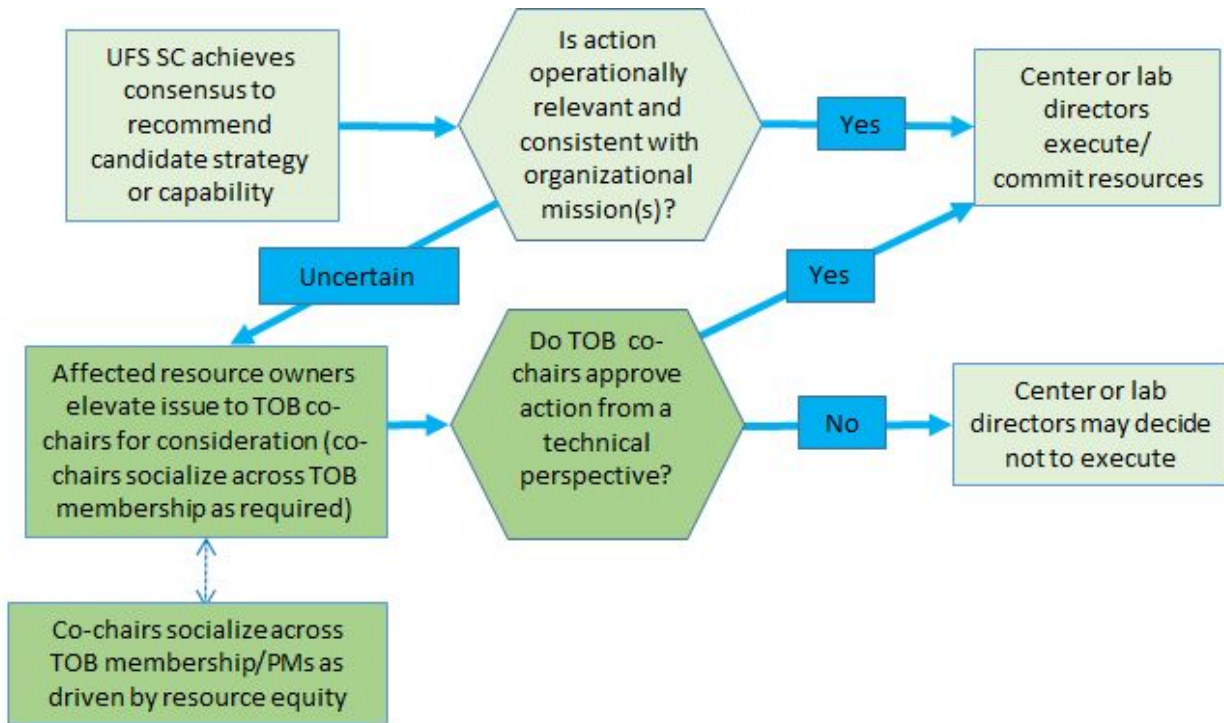 UFS SC achieves
consensus to
recommend
candidate strategy
or capability
Is action
operationally
relevant and
consistent with
organizational
mission(s)?
Yes
Center or lab
directors
execute/
commit resources
Uncertain
Yes
Affected resource owners
elevate issue to TOB co-
chairs for consideration (co-
chairs socialize across TOB
membership as required)
Do TOB co-
chairs approve
action from a
technical
perspective?
No
Center or lab
directors may decide
not to execute
Co-chairs socialize across
TOB membership/PMs as
driven by resource equity